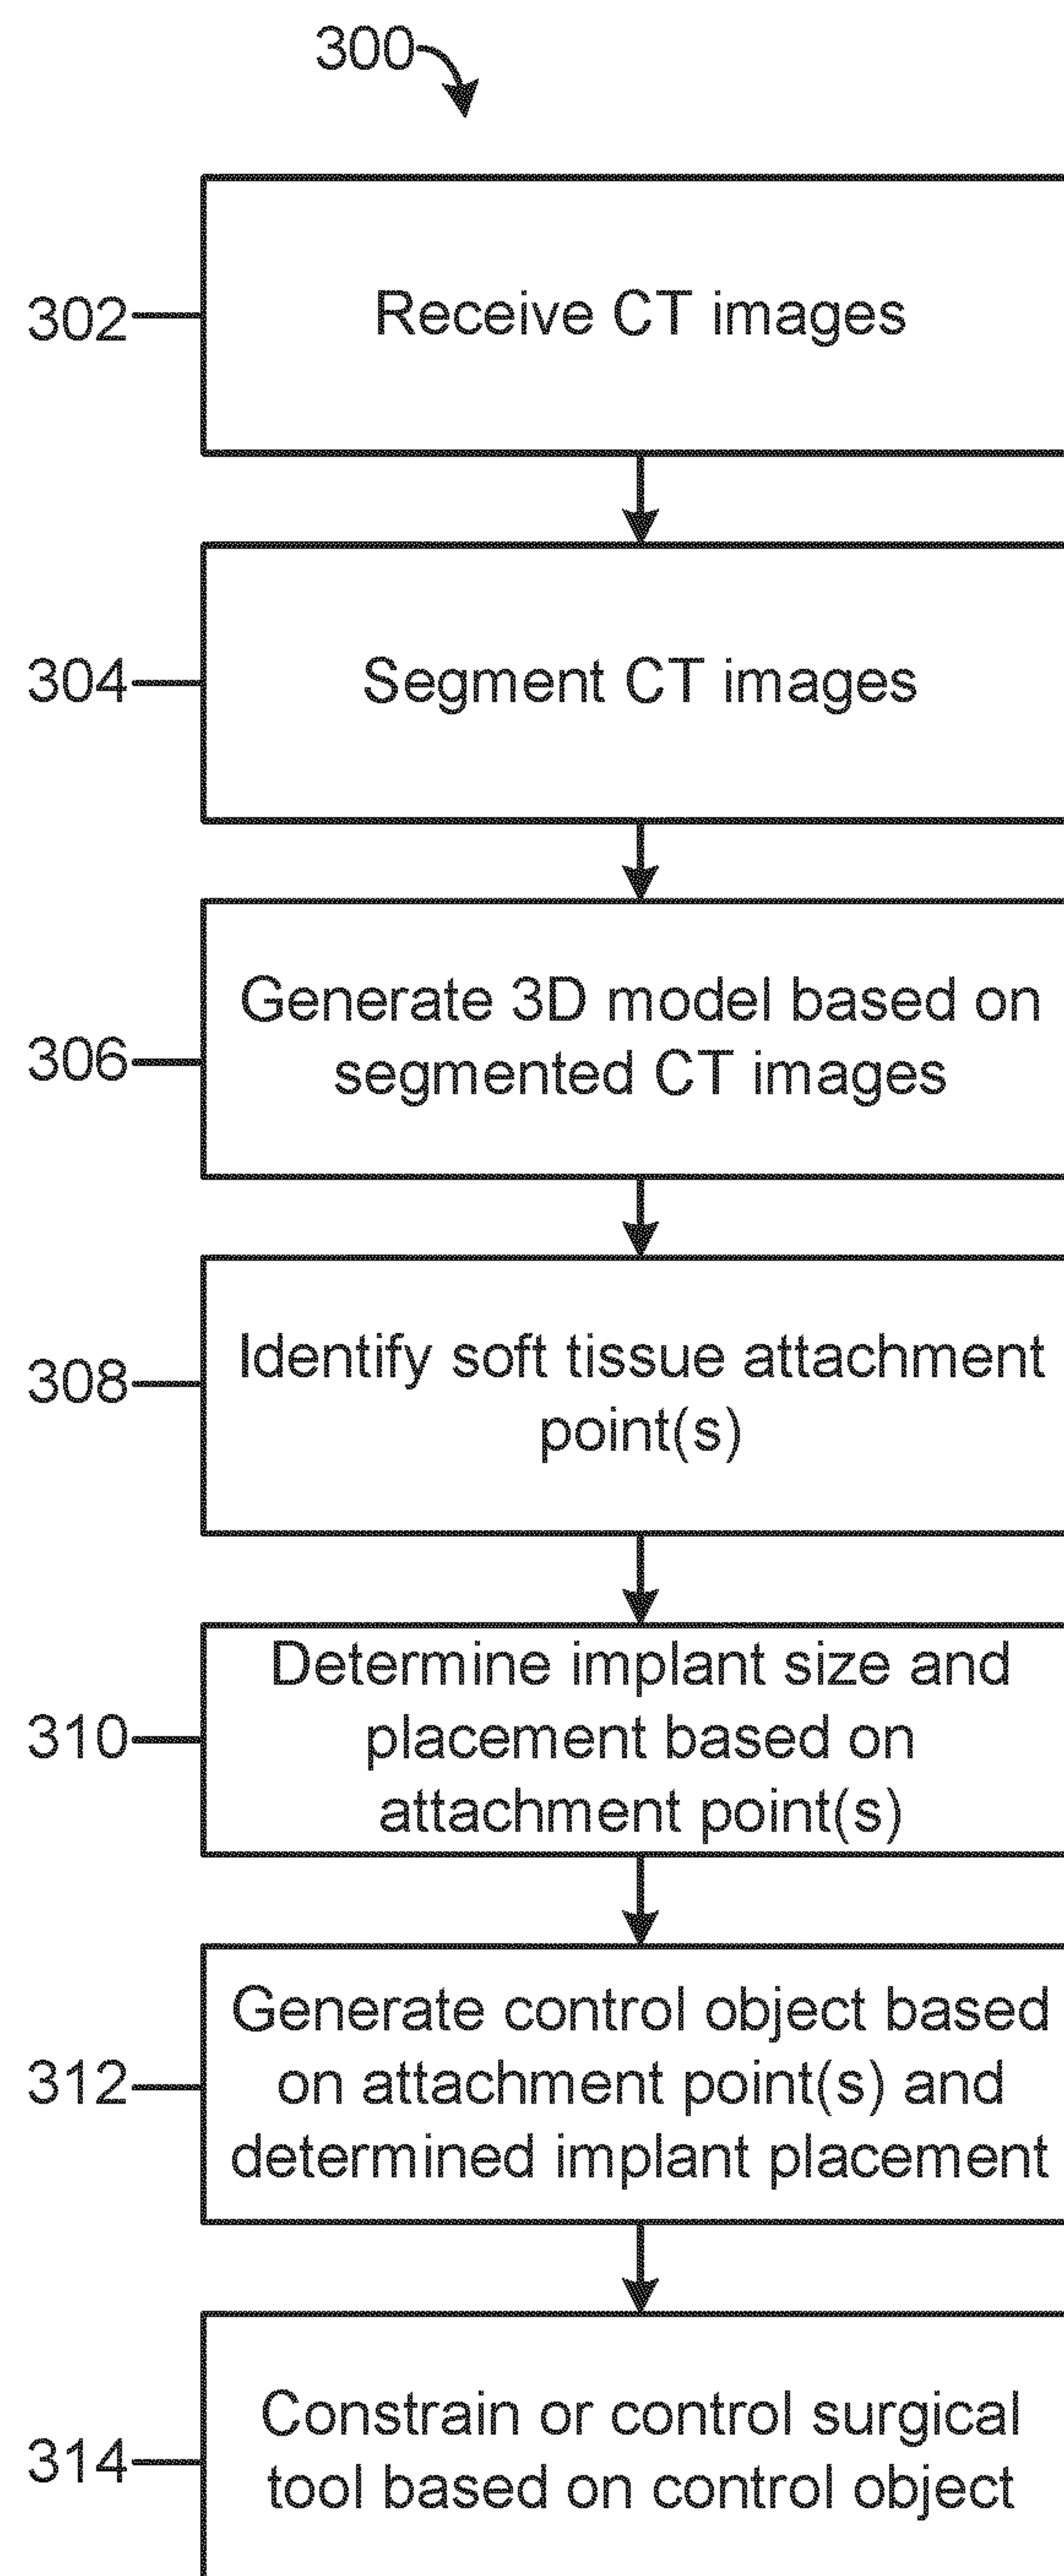 300
302
Receive CT images
304
Segment CT images
306
Generate 3D model based on
segmented CT images
308
Identify soft tissue attachment
point(s)
310
Determine implant size and
placement based on
attachment point(s)
312
Generate control object based
on attachment point(s) and
determined implant placement
314
Constrain or control surgical
tool based on control object